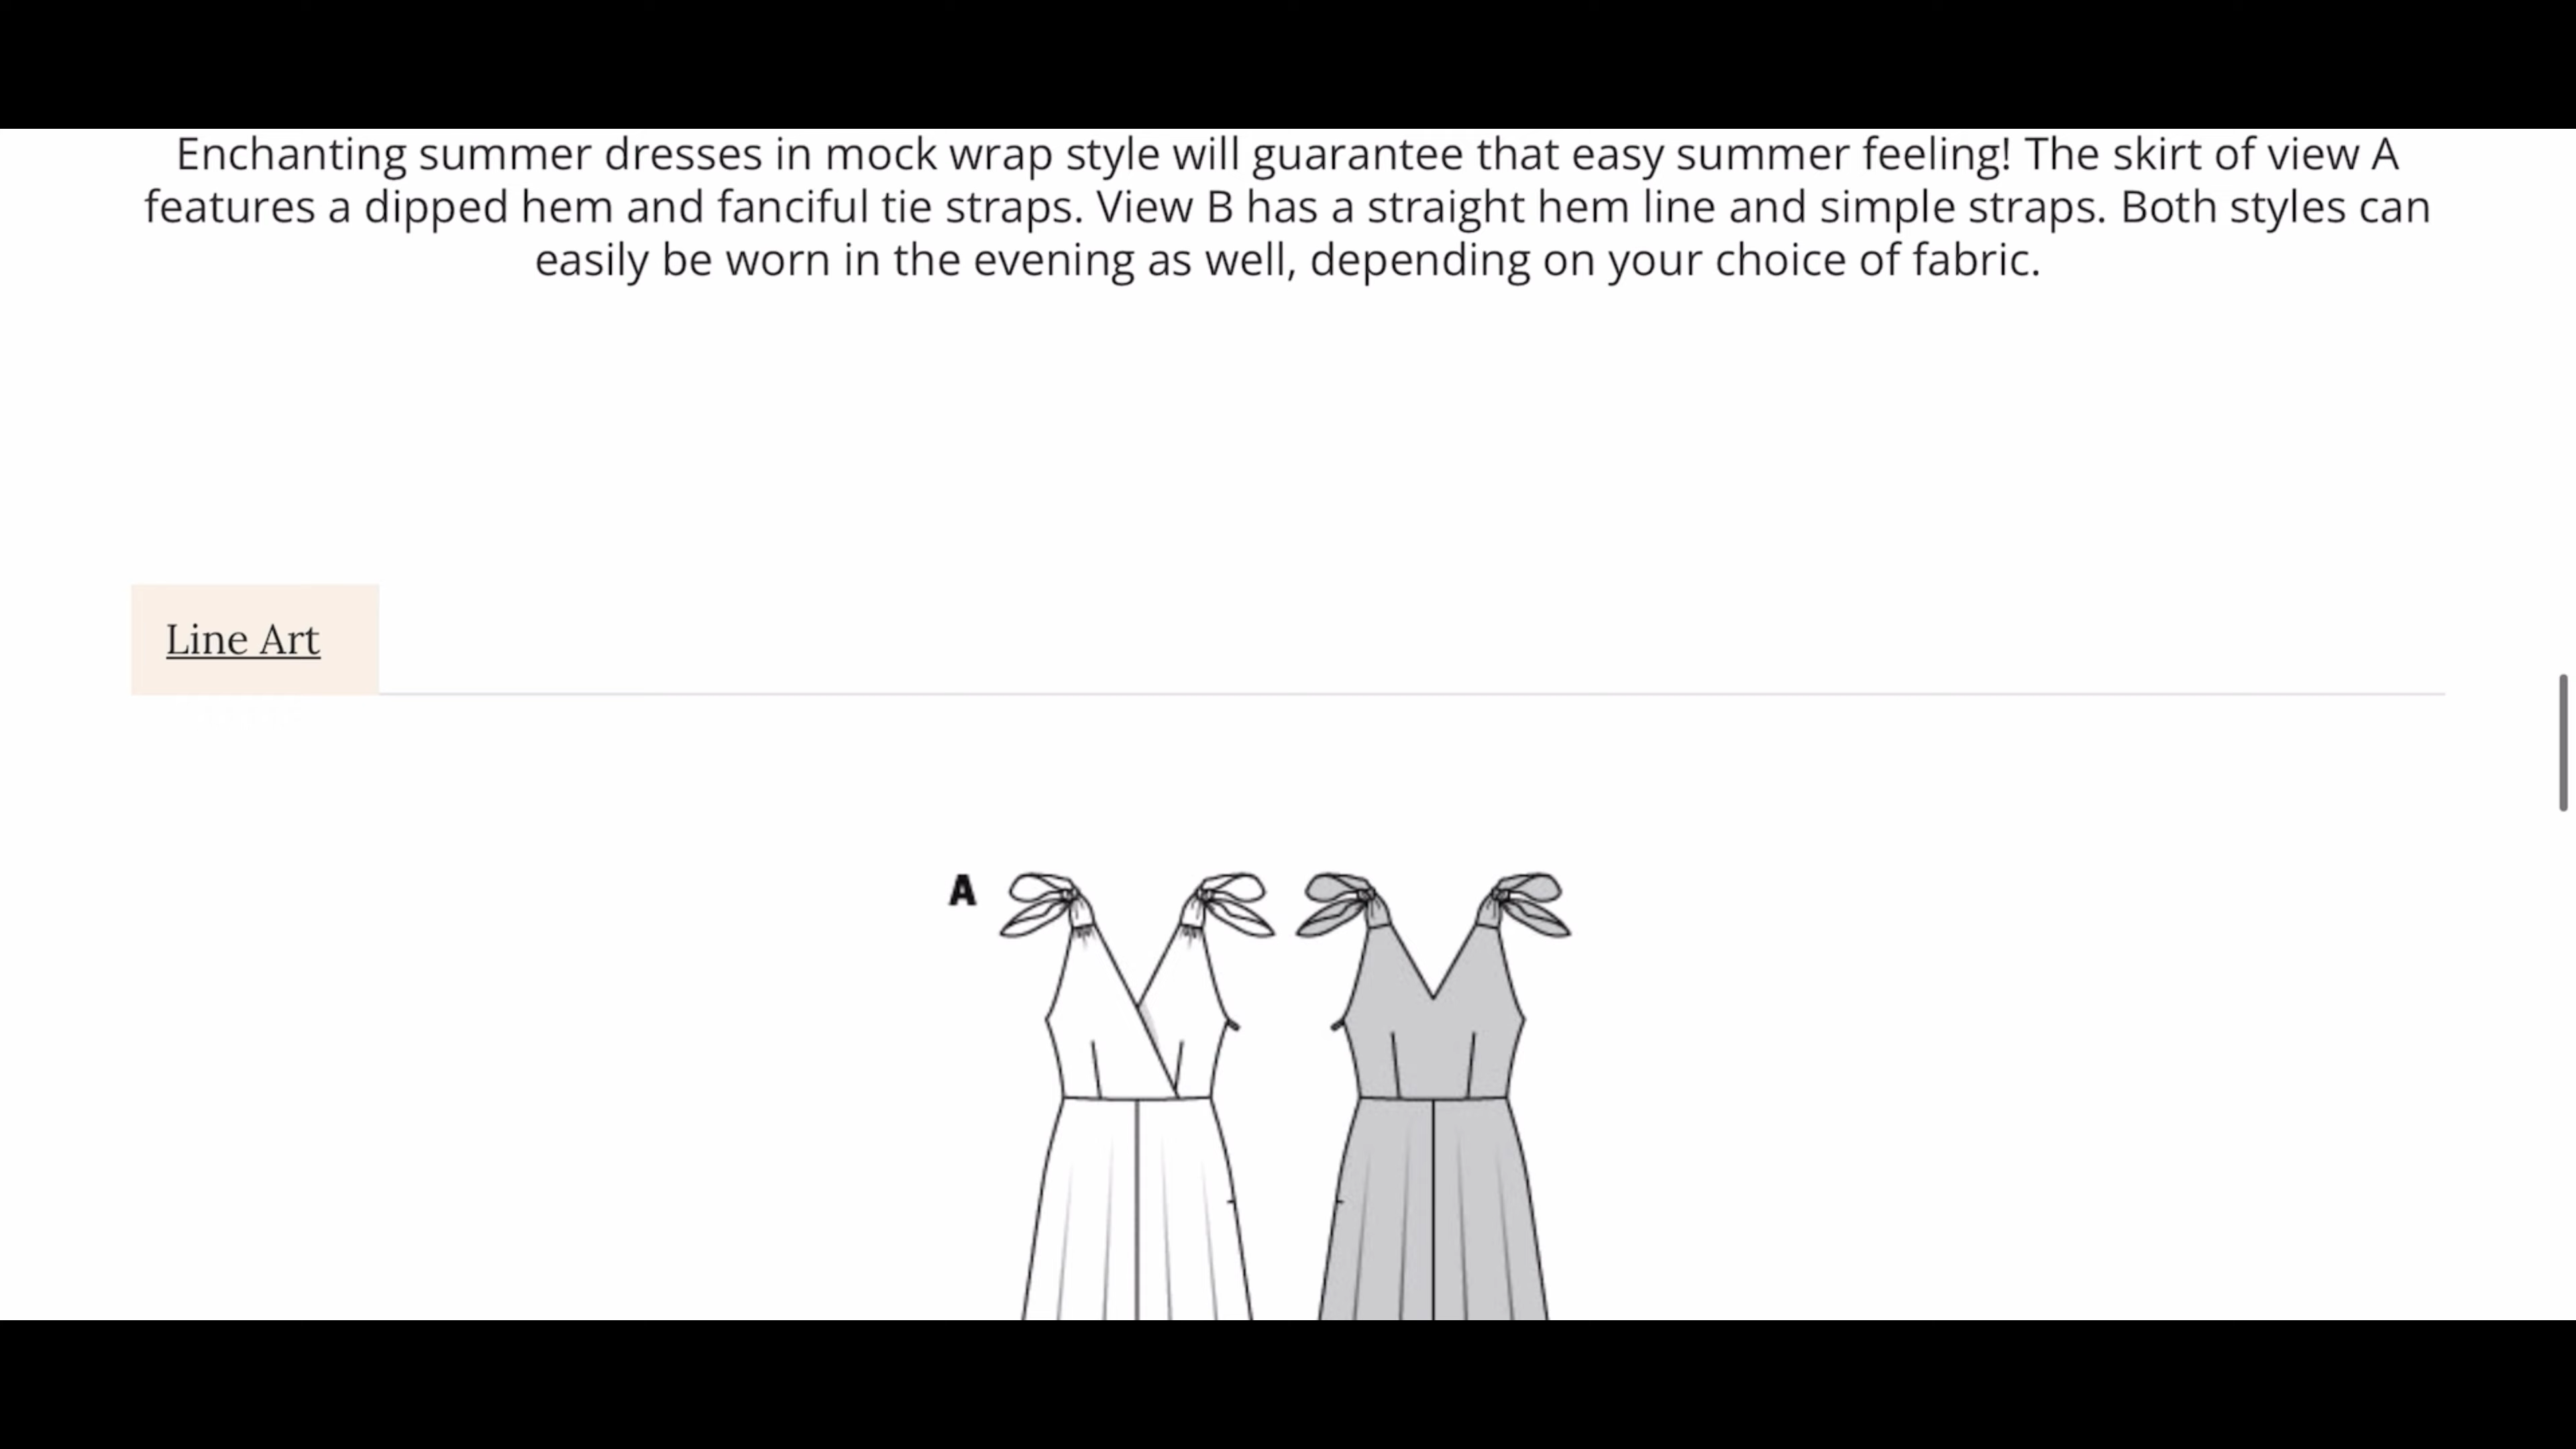 Enchanting summer dresses in mock wrap style will guarantee that easy summer feeling! The skirt of view A
features a dipped hem and fanciful tie straps. View B has a straight hem line and simple straps. Both styles can
easily be worn in the evening as well, depending on your choice of fabric.
Line Art
A